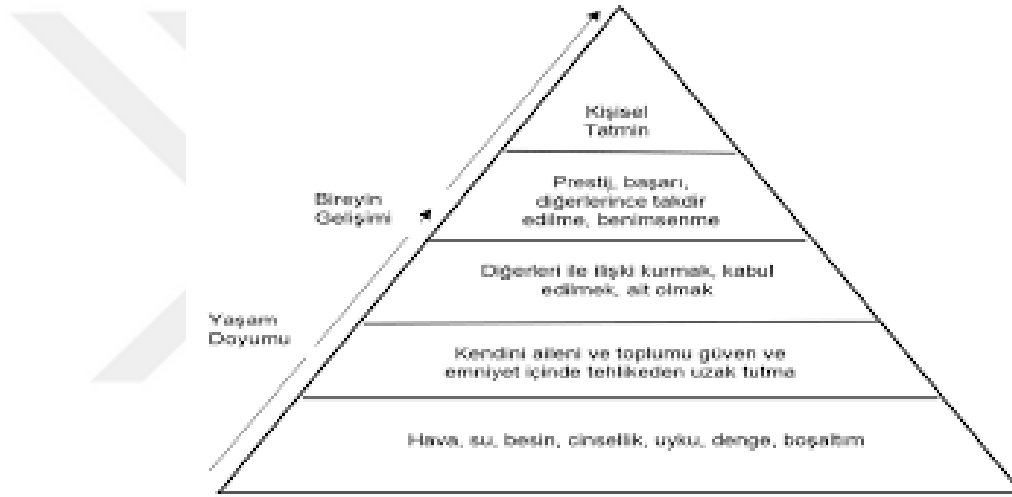 Kişisel
Tatmin
Prestij, başarı,
diğerlerince takdir
edilme, benimsenme
Bireyin
Gelişimi
Diğerleri ile ilişki kurmak, kabul
edilmek, ait olmak
Yaşam
Doyumu
Kendini aileni ve toplumu güven ve
emniyet içinde tehlikeden uzak tutma
Hava, su, besin, cinsellik, uyku, denge, boşaltım